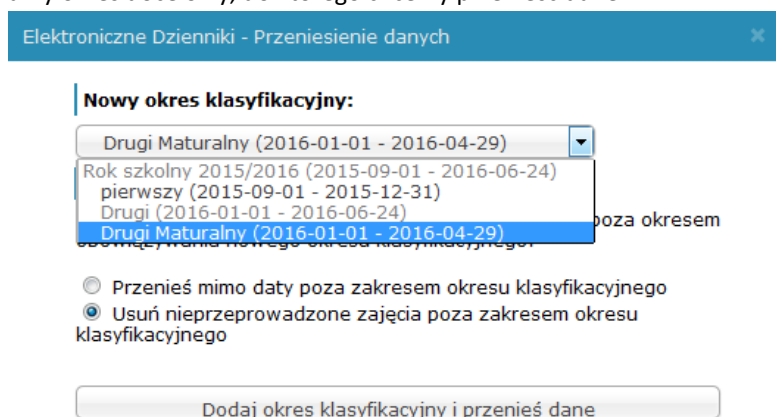 Elektroniczne Dzienniki - Przeniesienie danych
Nowy okres klasyfikacyjny:
Drugi Maturalny (2016-01-01 - 2016-04-29)
Rok szkolny 2015/2016 (2015-09-01 - 2016-06-24)
pierwszy (2015-09-01 - 2015-12-31)
Drugi (2016-01-01 - 2016-06-24)
Drugi Maturalny (2016-01-01 - 2016-04-29)
poza okresem
Przenieś mimo daty poza zakresem okresu klasyfikacyjnego
Usuń nieprzeprowadzone zajęcia poza zakresem okresu
klasyfikacyjnego
Dodaj okres klasyfikacyjny i przenieś dane